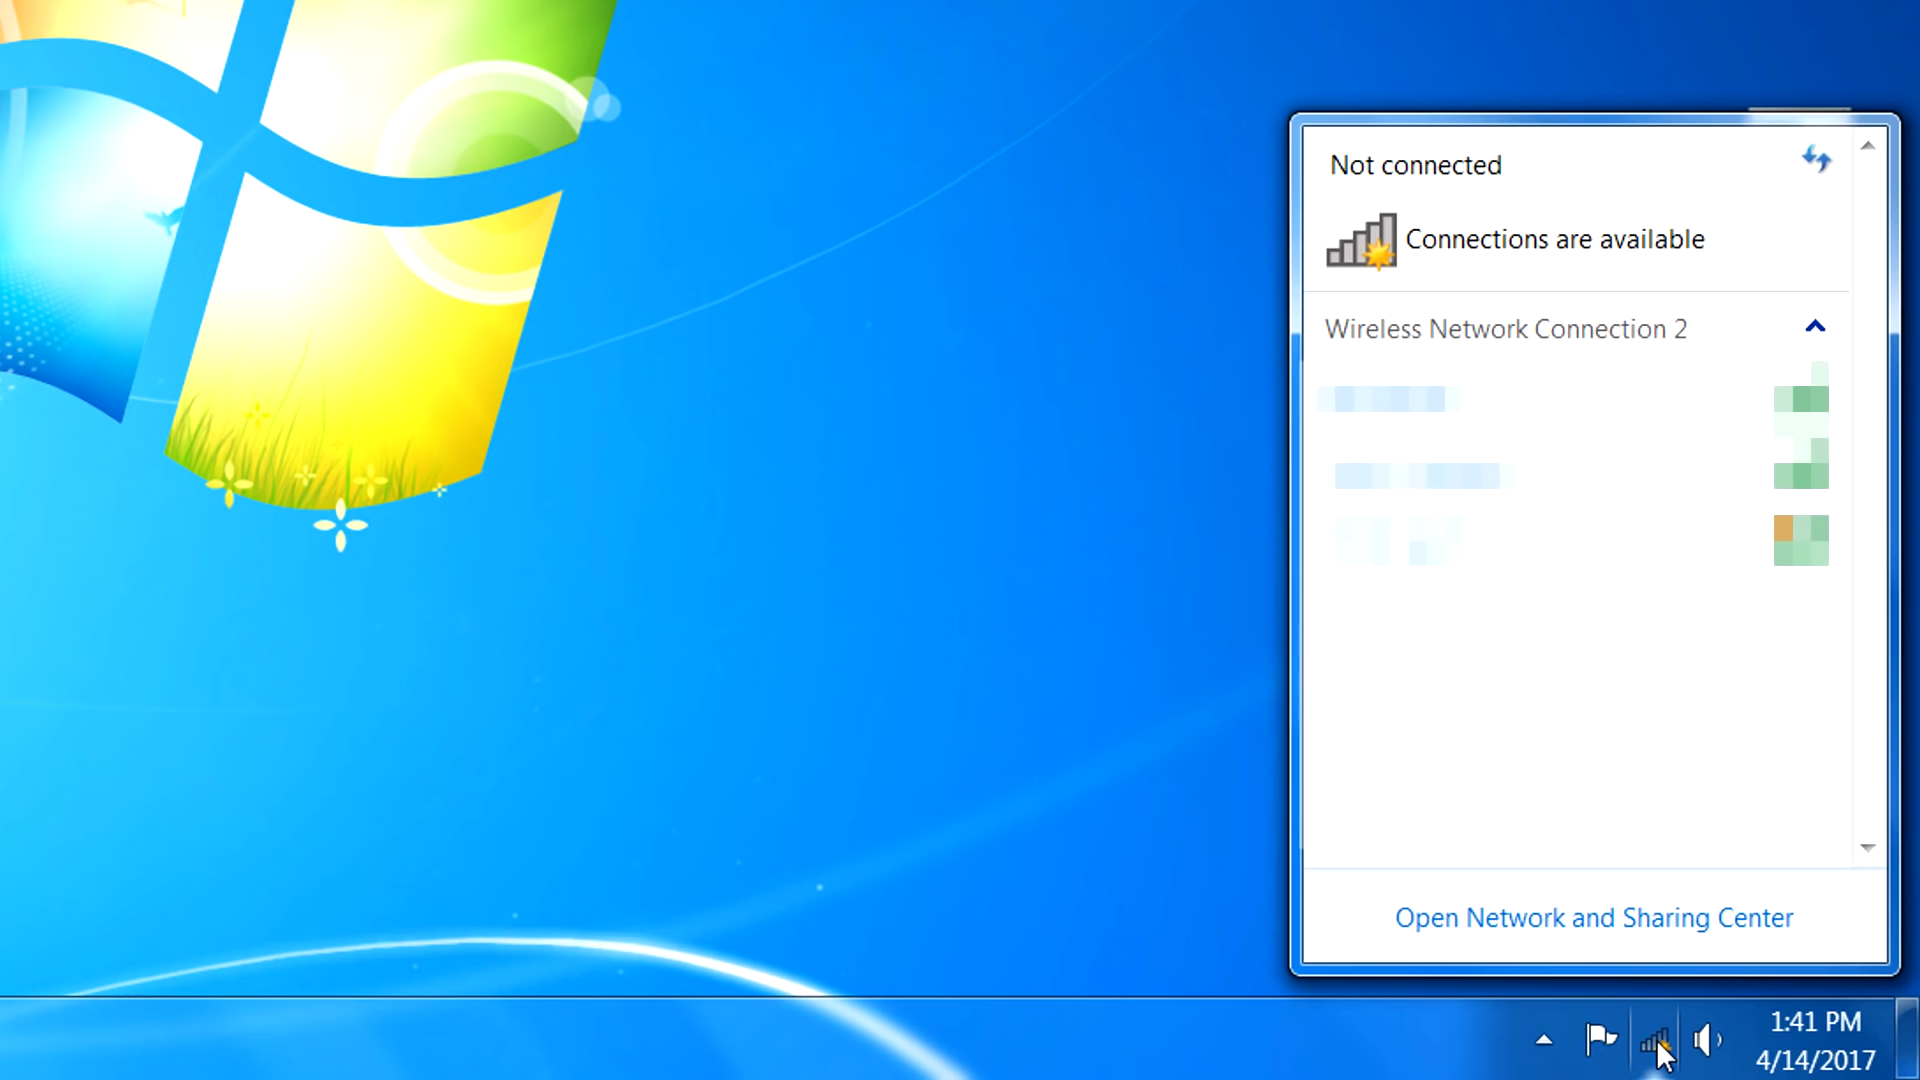 Not connected
Connections are available
Wireless Network Connection 2
Open Network and Sharing Center
1:41 PM
4/14/2017